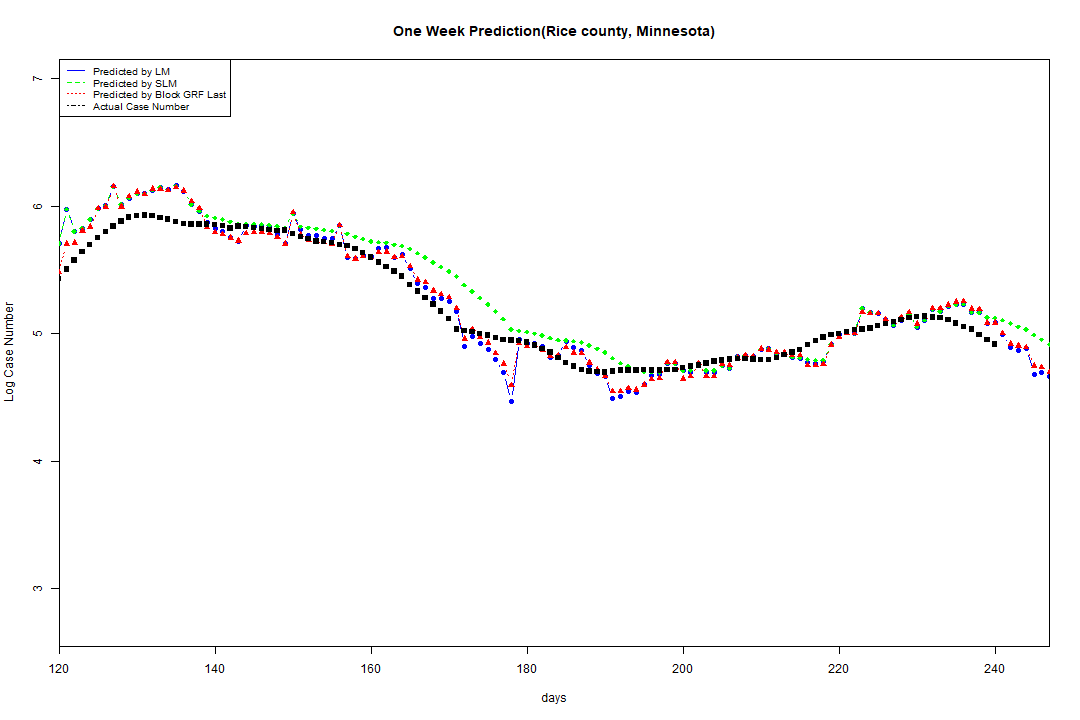 One Week Prediction(Rice county, Minnesota)
Predicted by LM
Predicted by SLM
Predicted by Block GRF Last
Actual Case Number
7
6
5
4
3
Log Case Number
120 140 160 180 200 220 240
days